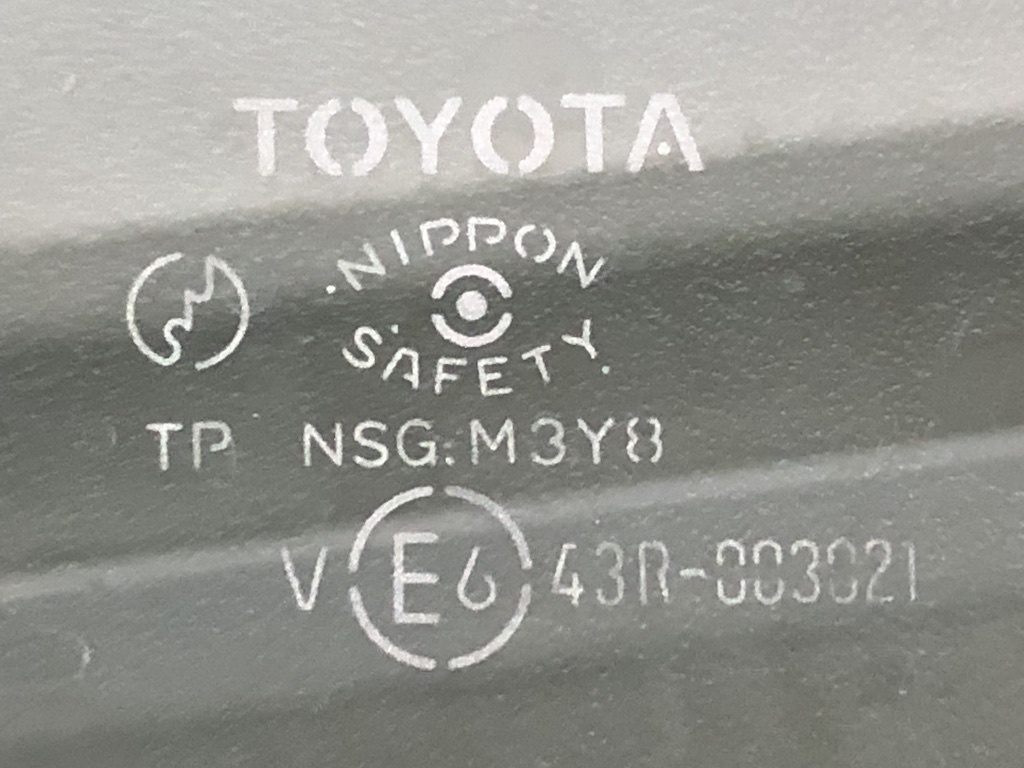 TOYOTA
NIPPON
SAFETY
TP NSG:M3Y8
V E6 43R-003021